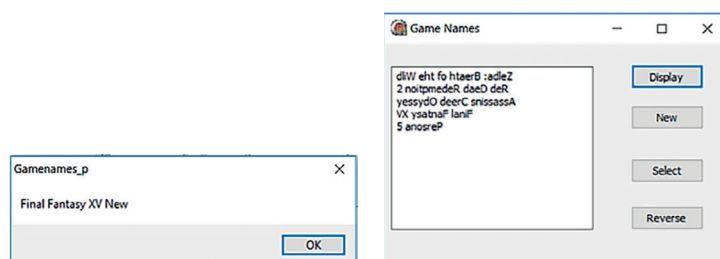 Gamenames_p
Final Fantasy XV New
OK
Game Names
dliW eht fo htaerB :adleZ
2 noitpmedeR daeD deR
yessydO deerC snissassA
VX ysatnaF laniF
5 anosreP
Display
New
Select
Reverse